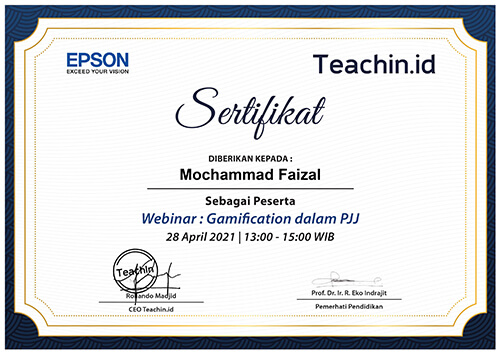 EPSON
EXCEED YOUR VISION
Teachin.id
Sertifikat
DIBERIKAN KEPADA :
Mochammad Faizal
Sebagai Peserta
Webinar : Gamification dalam PJJ
28 April 2021 | 13:00 - 15:00 WIB
TeachIn
Rolando Madjid
CEO Teachin.id
Prof. Dr. Ir. R. Eko Indrajit
Pemerhati Pendidikan